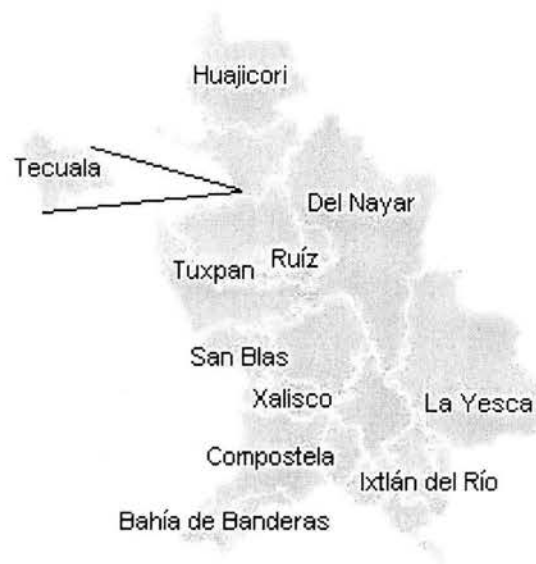 Huajicori
Tecuala
Del Nayar
Ruíz
Tuxpan
San Blas
Xalisco
La Yesca
Compostela
Ixtlán del Río
Bahía de Banderas